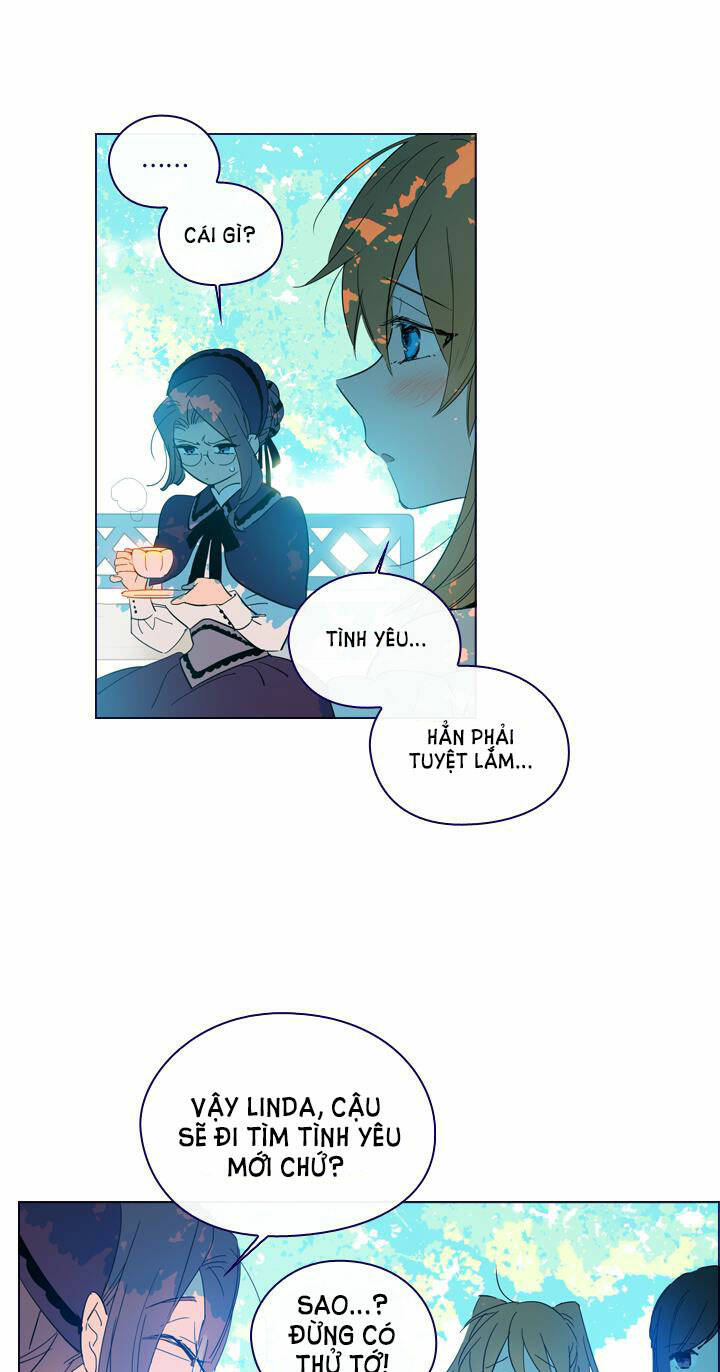 ......
CÁI GÌ?
TÌNH YÊU...
HẲN PHẢI
TUYỆT LẮM...
VẬY LINDA, CẬU
SẼ ĐI TÌM TÌNH YÊU
MỚI CHỨ?
SAO...?
ĐỪNG CÓ
THỬ TỚ!